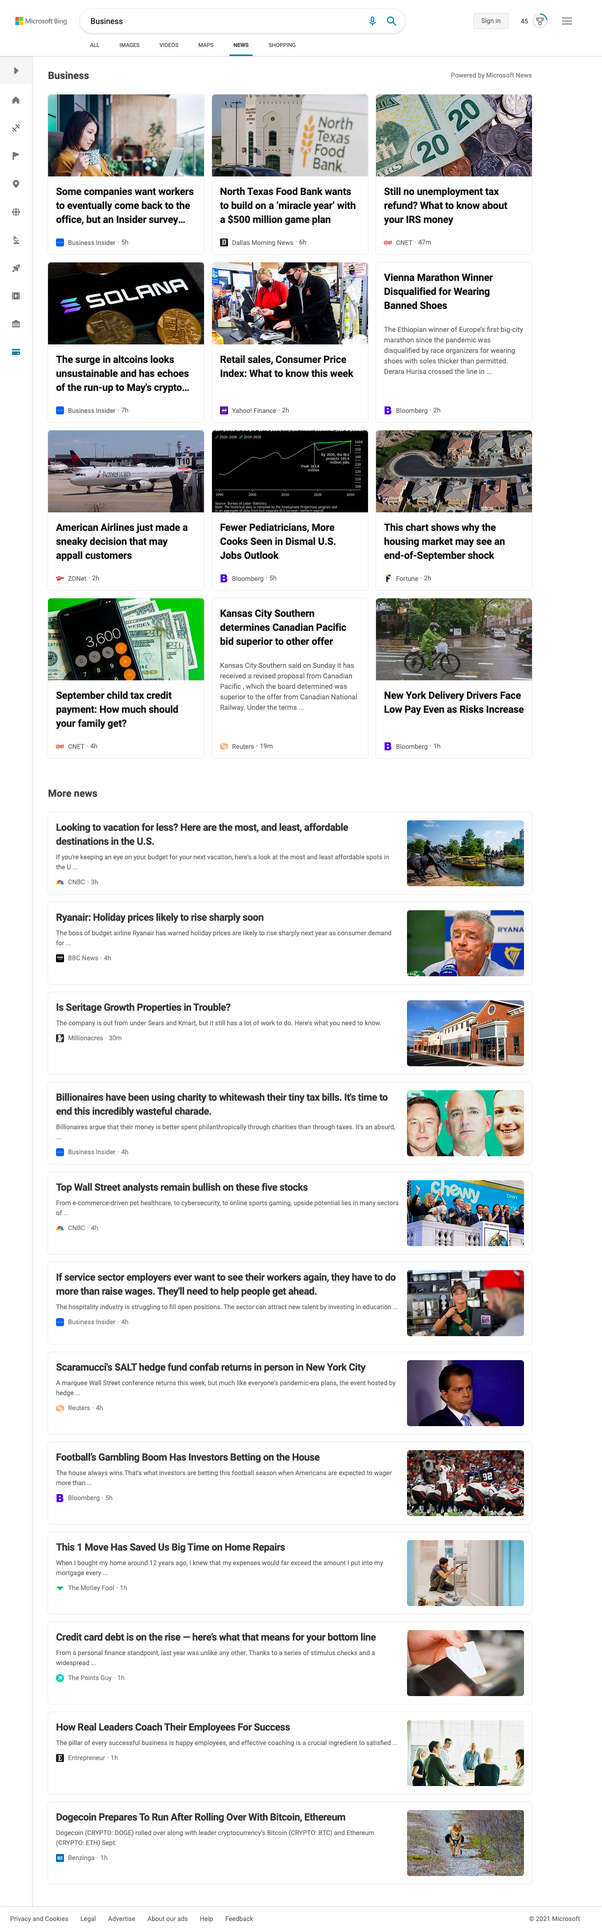 Microsoft Bing
Business
Sign in
45
ALL IMAGES VIDEOS MAPS NEWS SHOPPING
Business
Powered by Microsoft News
Some companies want workers
to eventually come back to the
office, but an Insider survey…
Business Insider · 5h
North
Texas
Food
Bank
North Texas Food Bank wants
to build on a ‘miracle year’ with
a $500 million game plan
Dallas Morning News · 6h
20
20
Still no unemployment tax
refund? What to know about
your IRS money
CNET · 47m
SOLANA
The surge in altcoins looks
unsustainable and has echoes
of the run-up to May's crypto…
Business Insider · 7h
Retail sales, Consumer Price
Index: What to know this week
Yahoo! Finance · 2h
Vienna Marathon Winner
Disqualified for Wearing
Banned Shoes
The Ethiopian winner of Europe's first big-city
marathon since the pandemic was
disqualified by race organizers for wearing
shoes with soles thicker than permitted.
Derara Hurisa crossed the line in ...
Bloomberg · 2h
American
American Airlines just made a
sneaky decision that may
appall customers
ZDNet · 2h
Fewer Pediatricians, More
Cooks Seen in Dismal U.S.
Jobs Outlook
Bloomberg · 5h
This chart shows why the
housing market may see an
end-of-September shock
Fortune · 2h
3,600
September child tax credit
payment: How much should
your family get?
CNET · 4h
Kansas City Southern
determines Canadian Pacific
bid superior to other offer
Kansas City Southern said on Sunday it has
received a revised proposal from Canadian
Pacific , which the board determined was
superior to the offer from Canadian National
Railway. Under the terms ...
Reuters · 19m
New York Delivery Drivers Face
Low Pay Even as Risks Increase
Bloomberg · 1h
More news
Looking to vacation for less? Here are the most, and least, affordable
destinations in the U.S.
If you're keeping an eye on your budget for your next vacation, here's a look at the most and least affordable spots in
the U ...
CNBC · 3h
Ryanair: Holiday prices likely to rise sharply soon
The boss of budget airline Ryanair has warned holiday prices are likely to rise sharply next year as consumer demand
for ...
BBC News · 4h
RYANA
Is Seritage Growth Properties in Trouble?
The company is out from under Sears and Kmart, but it still has a lot of work to do. Here's what you need to know.
Millionacres · 30m
Billionaires have been using charity to whitewash their tiny tax bills. It's time to
end this incredibly wasteful charade.
Billionaires argue that their money is better spent philanthropically through charities than through taxes. It's an absurd,
...
Business Insider · 4h
Top Wall Street analysts remain bullish on these five stocks
From e-commerce-driven pet healthcare, to cybersecurity, to online sports gaming, upside potential lies in many sectors
of ...
CNBC · 4h
chewy
If service sector employers ever want to see their workers again, they have to do
more than raise wages. They'll need to help people get ahead.
The hospitality industry is struggling to fill open positions. The sector can attract new talent by investing in education ...
Business Insider · 4h
Scaramucci's SALT hedge fund confab returns in person in New York City
A marquee Wall Street conference returns this week, but much like everyone's pandemic-era plans, the event hosted by
hedge ...
Reuters · 4h
Football's Gambling Boom Has Investors Betting on the House
The house always wins.That's what investors are betting this football season when Americans are expected to wager
more than ...
Bloomberg · 5h
92
This 1 Move Has Saved Us Big Time on Home Repairs
When I bought my home around 12 years ago, I knew that my expenses would far exceed the amount I put into my
mortgage every ...
The Motley Fool · 1h
Credit card debt is on the rise — here's what that means for your bottom line
From a personal finance standpoint, last year was unlike any other. Thanks to a series of stimulus checks and a
widespread ...
The Points Guy · 1h
How Real Leaders Coach Their Employees For Success
The pillar of every successful business is happy employees, and effective coaching is a crucial ingredient to satisfied ...
Entrepreneur · 1h
Dogecoin Prepares To Run After Rolling Over With Bitcoin, Ethereum
Dogecoin (CRYPTO: DOGE) rolled over along with leader cryptocurrency's Bitcoin (CRYPTO: BTC) and Ethereum
(CRYPTO: ETH) Sept.
Benzinga · 1h
Privacy and Cookies Legal Advertise About our ads Help Feedback
© 2021 Microsoft